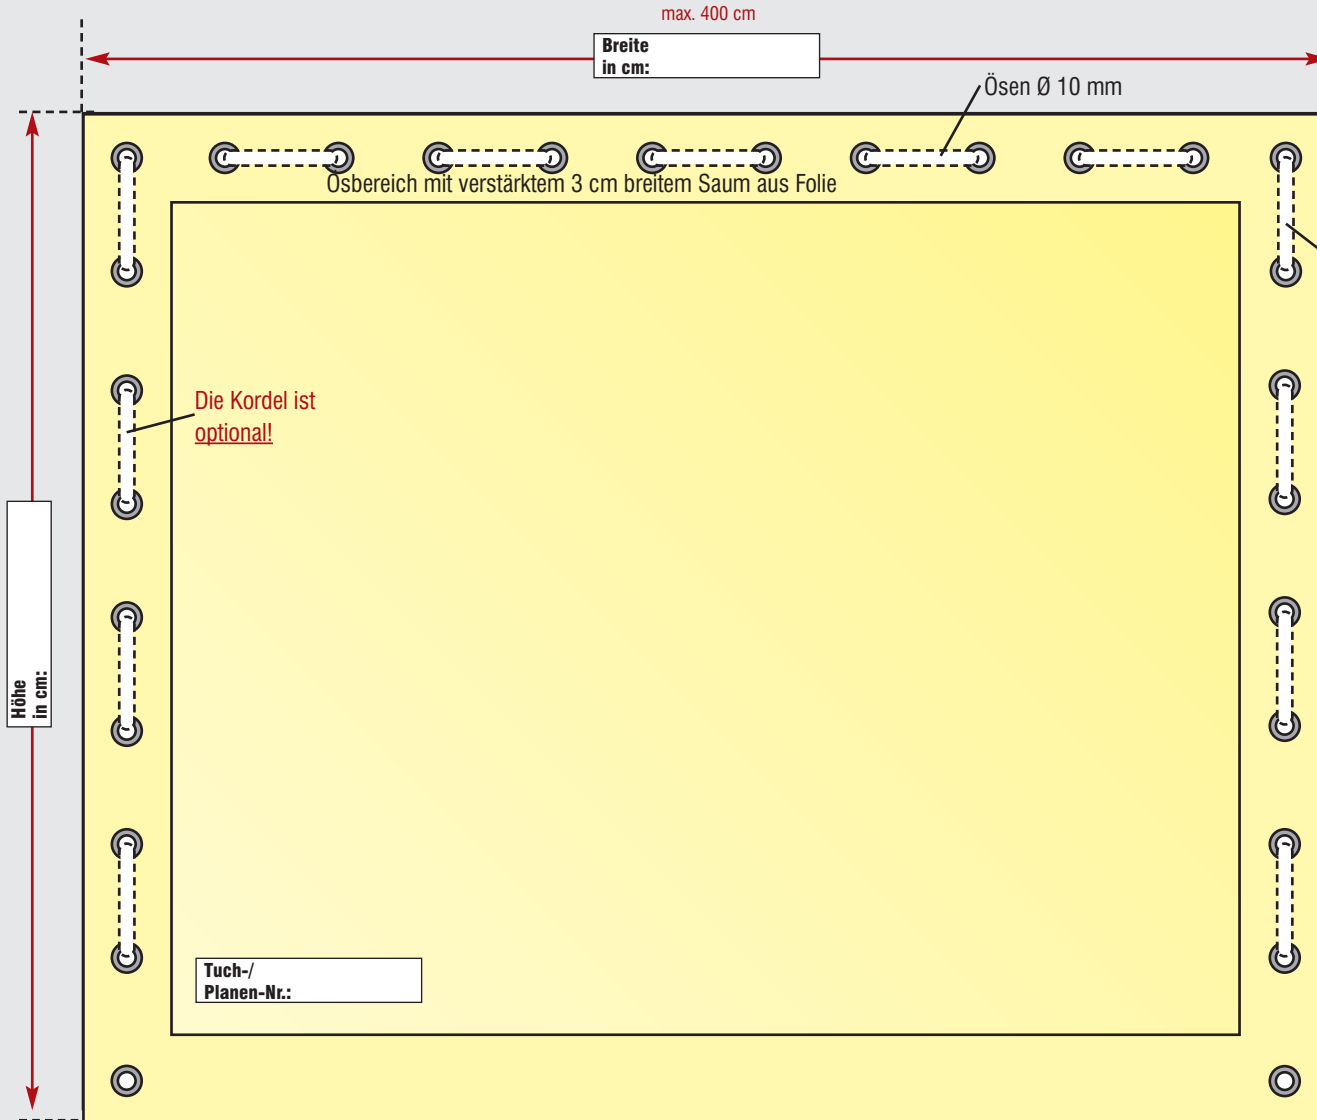 max. 400 cm
Breite
in cm:
Ösen Ø 10 mm
Ösbereich mit verstärktem 3 cm breitem Saum aus Folie
Die Kordel ist
optional!
Höhe
in cm:
Tuch-/
Planen-Nr.: